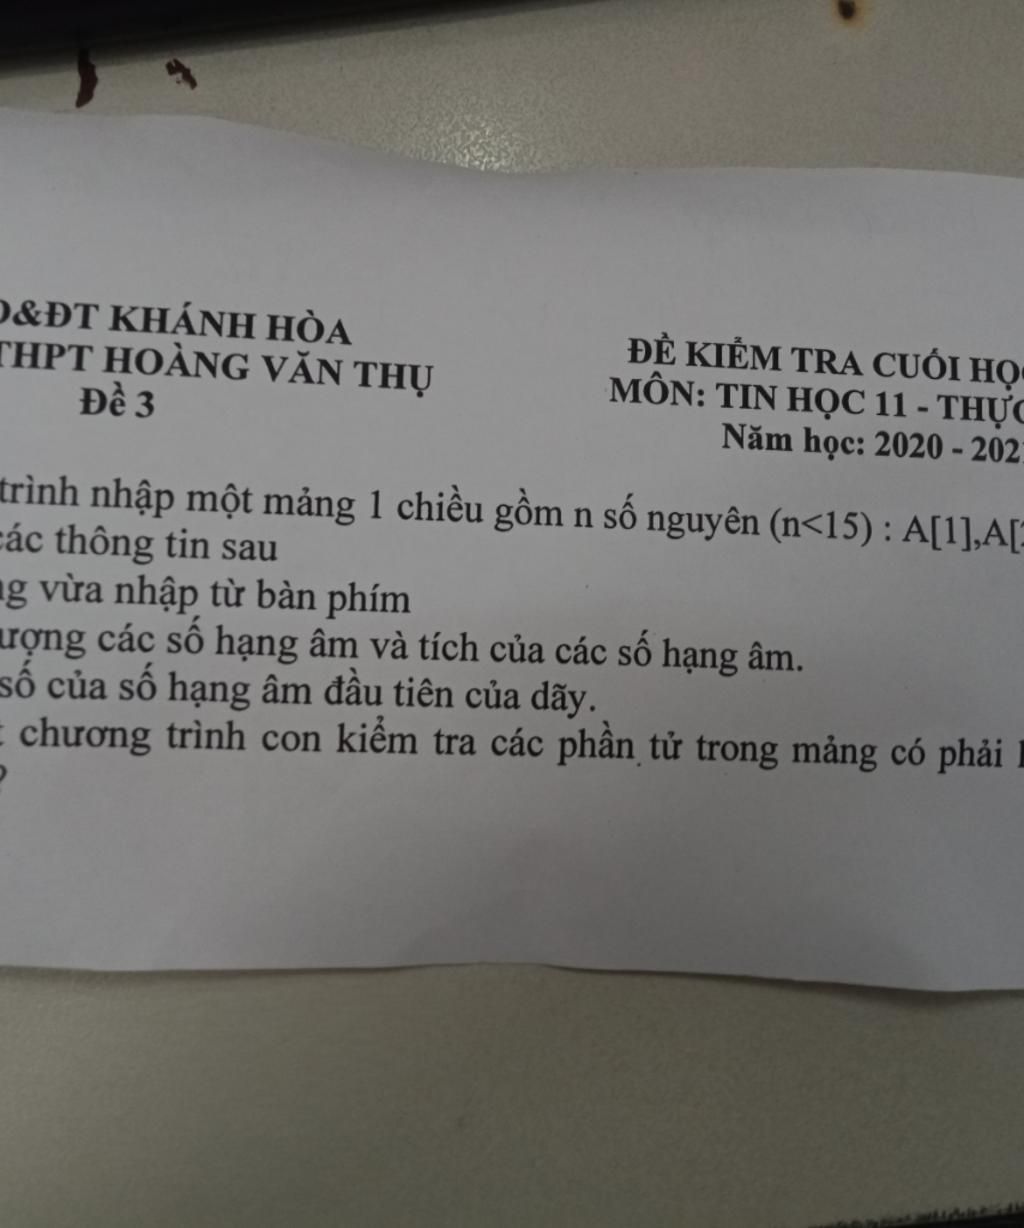 &ĐT KHÁNH HÒA
THPT HOÀNG VĂN THỤ
Đề 3
ĐỀ KIỂM TRA CUỐI HỌ
MÔN: TIN HỌC 11 - THỰC
Năm học: 2020 - 202
trình nhập một mảng 1 chiều gồm n số nguyên (n<15) : A[1],A[
các thông tin sau
ng vừa nhập từ bàn phím
ượng các số hạng âm và tích của các số hạng âm.
số của số hạng âm đầu tiên của dãy.
chương trình con kiểm tra các phần tử trong mảng có phải
?